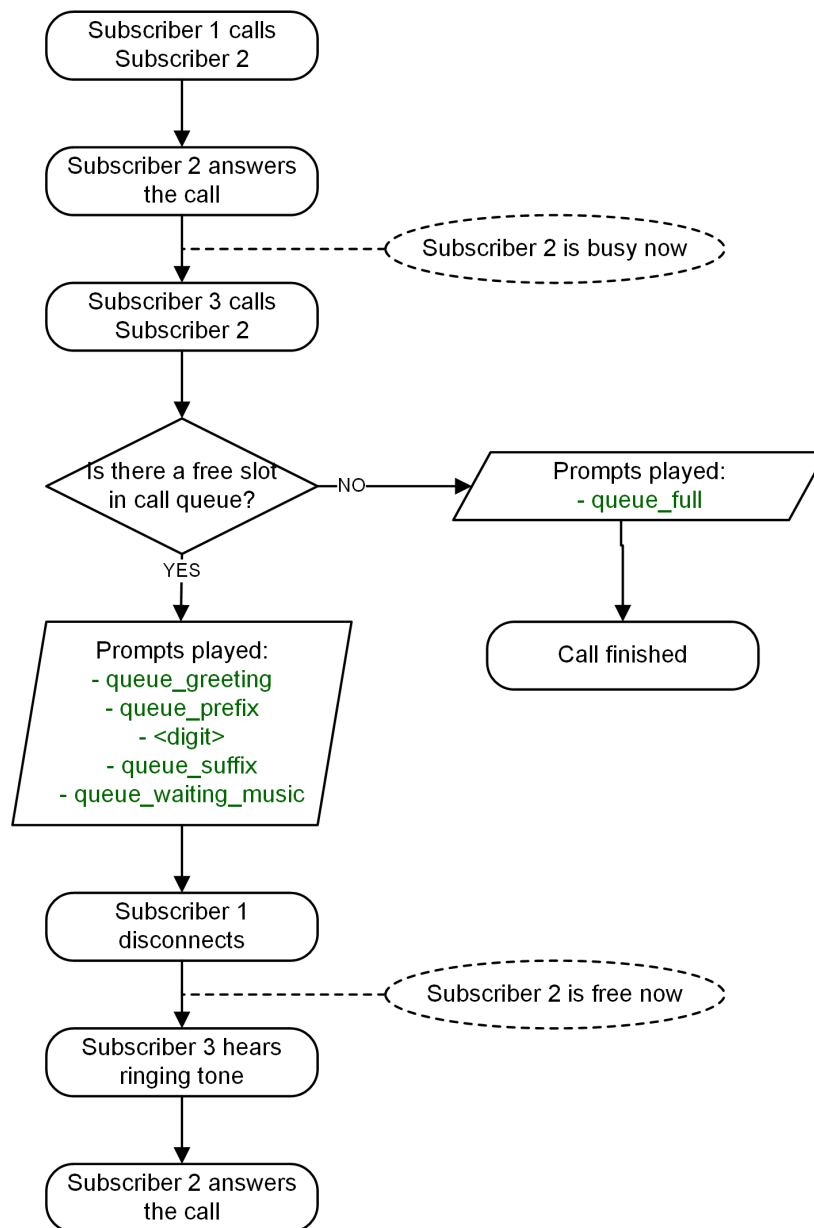 Subscriber 1 calls
Subscriber 2
Subscriber 2 answers
the call
Subscriber 2 is busy now
Subscriber 3 calls
Subscriber 2
Is there a free slot
in call queue?
NO
Prompts played:
- queue_full
YES
Call finished
Prompts played:
- queue_greeting
- queue_prefix
- <digit>
- queue_suffix
- queue_waiting_music
Subscriber 1
disconnects
Subscriber 2 is free now
Subscriber 3 hears
ringing tone
Subscriber 2 answers
the call